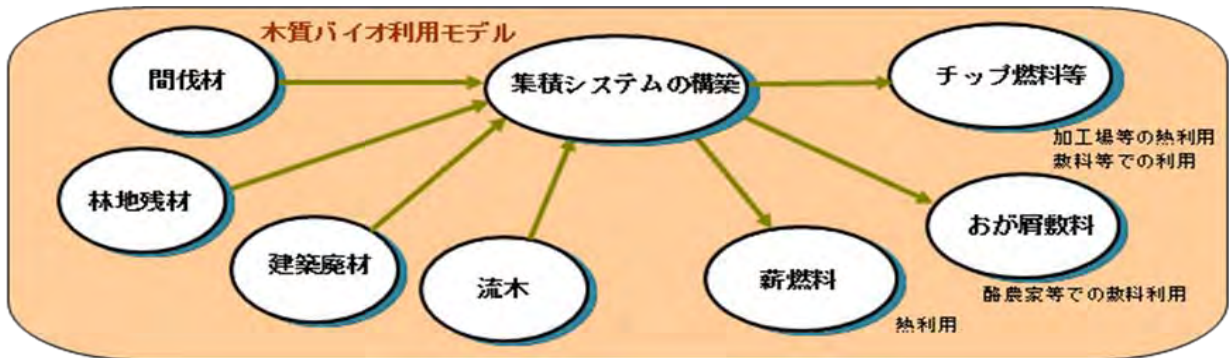 木質バイオ利用モデル
間伐材
集積システムの構築
チップ燃料等
加工場等の熱利用
敷料等での利用
林地残材
おが屑敷料
建築廃材
流木
薪燃料
酪農家等での敷料利用
熱利用